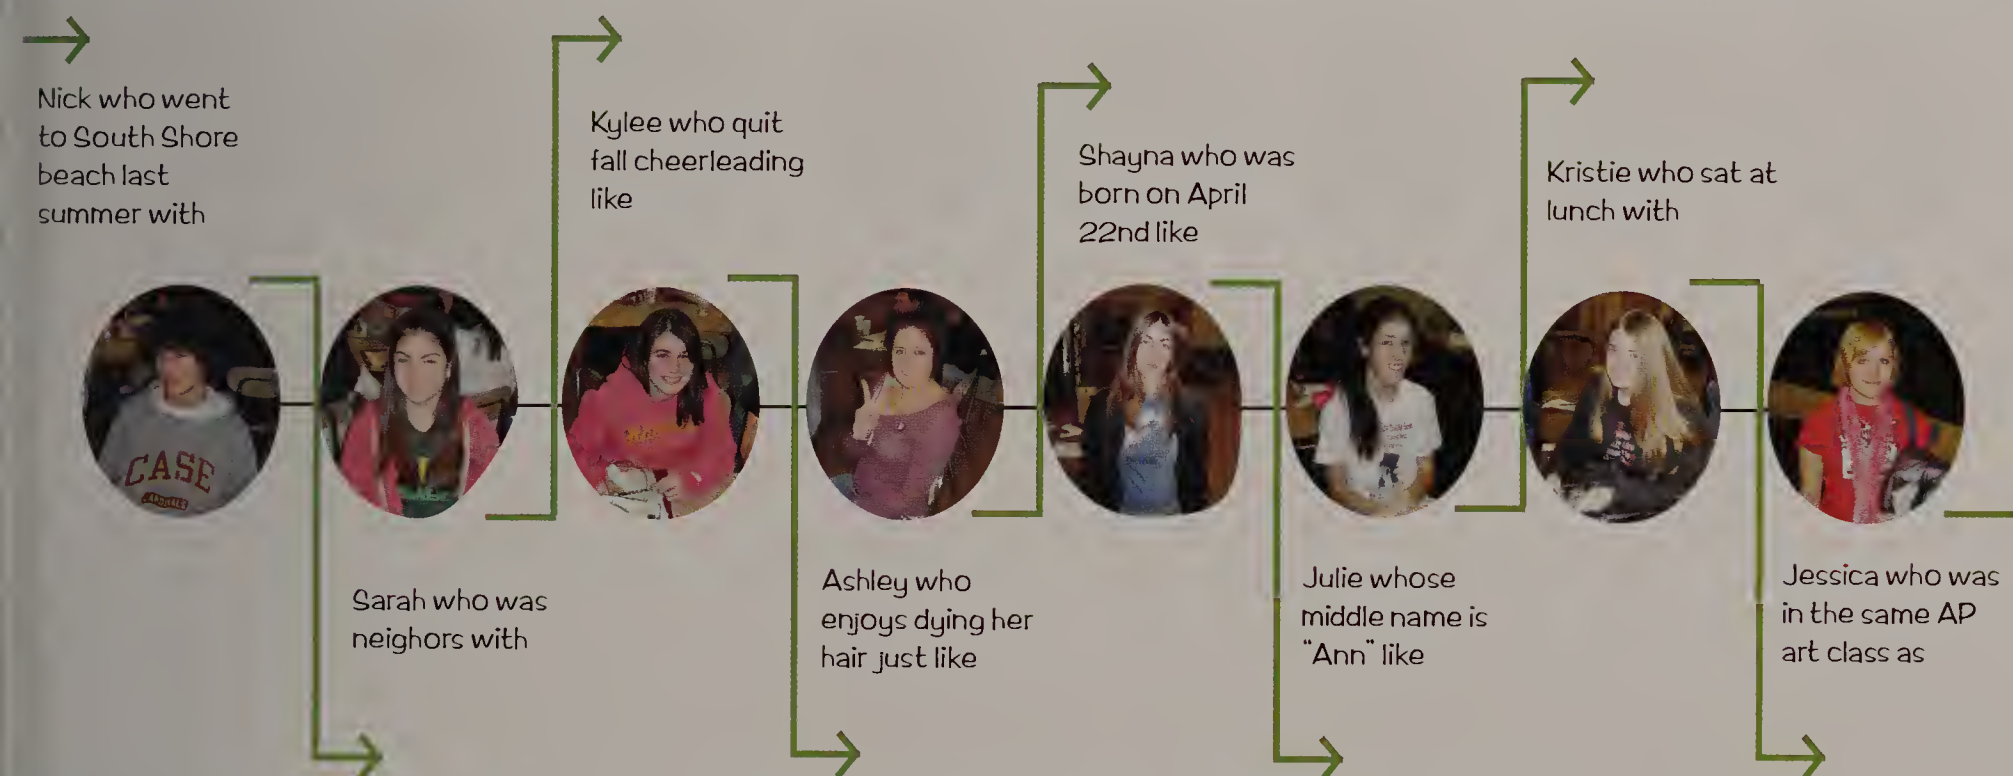 Nick who went
to South Shore
beach last
summer with
CASE
CARDINALS
Sarah who was
neighors with
Kylee who quit
fall cheerleading
like
Ashley who
enjoys dying her
hair just like
Shayna who was
born on April
22nd like
Julie whose
middle name is
"Ann" like
Kristie who sat at
lunch with
Jessica who was
in the same AP
art class as